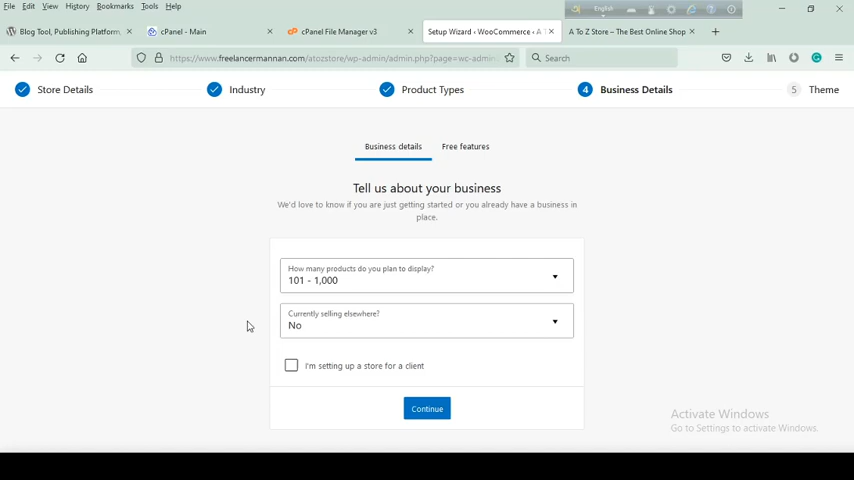 File Edit View History Bookmarks Tools Help
English
Blog Tool, Publishing Platform,
cPanel - Main
cPanel File Manager v3
Setup Wizard ‹ WooCommerce ‹ A T
A To Z Store – The Best Online Shop
https://www.freelancermannan.com/atozstore/wp-admin/admin.php?page=wc-admin
Search
Store Details
Industry
Product Types
4 Business Details
5 Theme
Business details Free features
Tell us about your business
We'd love to know if you are just getting started or you already have a business in
place.
How many products do you plan to display?
101 - 1,000
Currently selling elsewhere?
No
I'm setting up a store for a client
Continue
Activate Windows
Go to Settings to activate Windows.